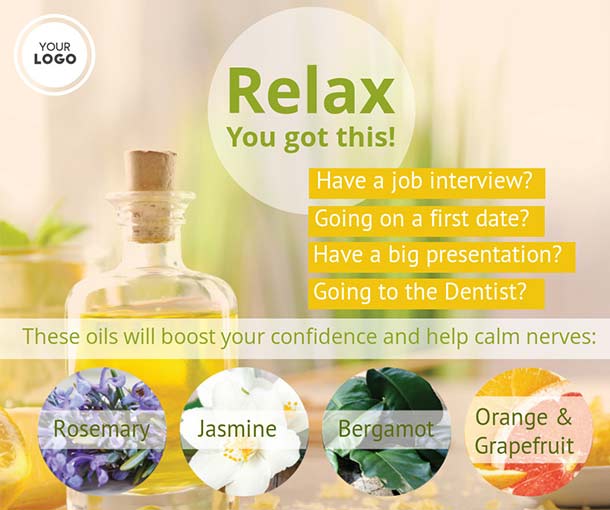 YOUR
LOGO
Relax
You got this!
Have a job interview?
Going on a first date?
Have a big presentation?
Going to the Dentist?
These oils will boost your confidence and help calm nerves:
Rosemary
Jasmine
Bergamot
Orange &
Grapefruit